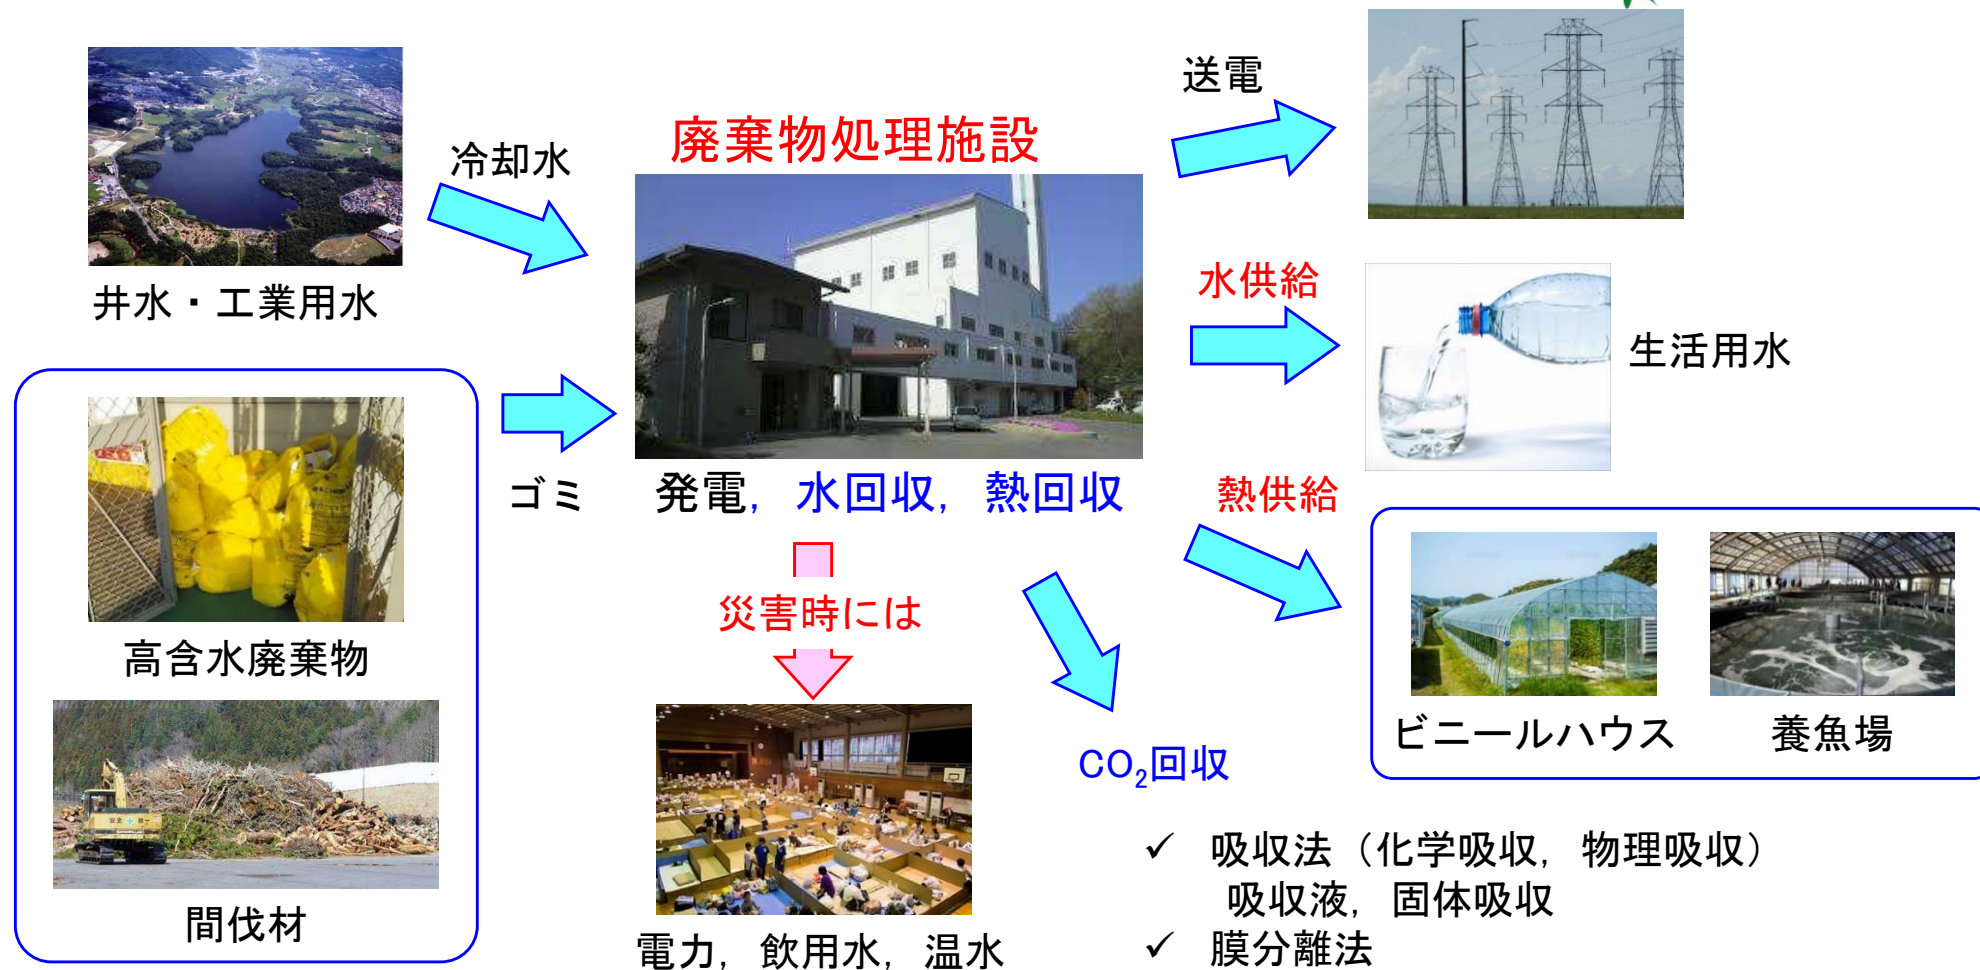 送電
冷却水
廃棄物処理施設
井水・工業用水
水供給
生活用水
ゴミ
発電, 水回収, 熱回収
熱供給
災害時には
高含水廃棄物
ビニールハウス
養魚場
CO₂回収
✓ 吸収法（化学吸収, 物理吸収）
吸収液, 固体吸収
間伐材
電力, 飲用水, 温水
✓ 膜分離法